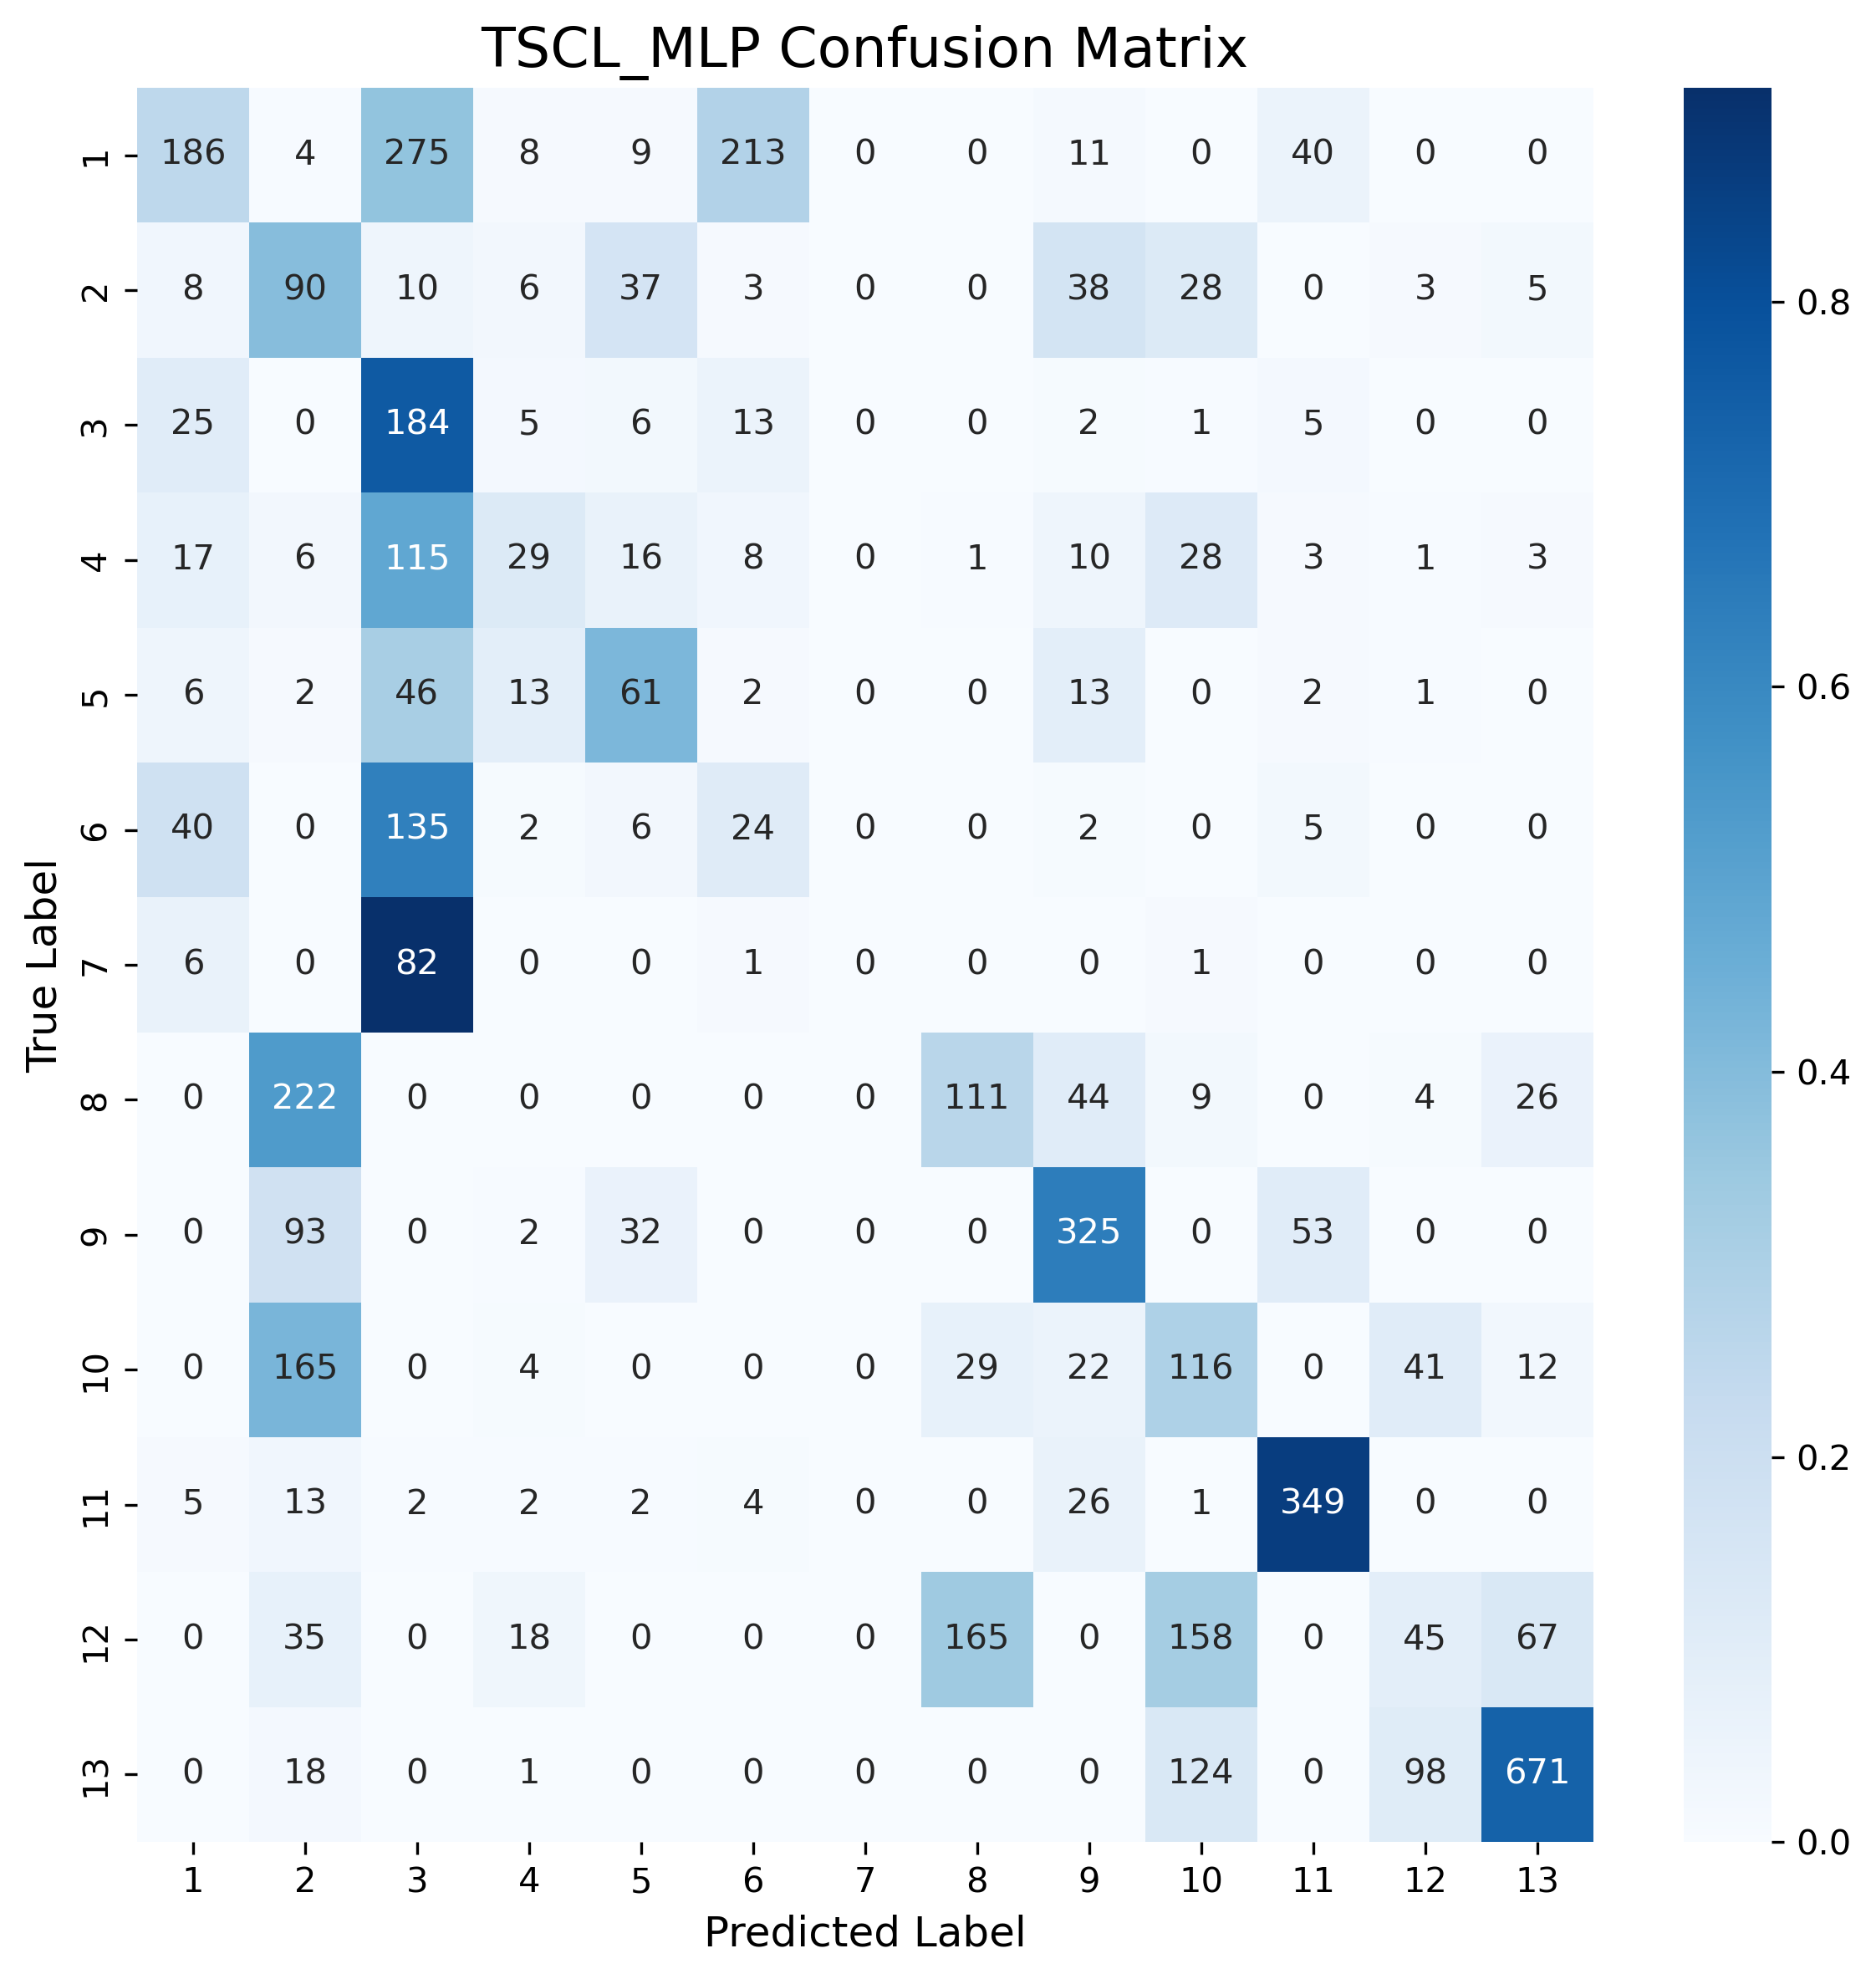 TSCL_MLP Confusion Matrix
1 186 4 275 8 9 213 0 0 11 0 40 0 0
2 8 90 10 6 37 3 0 0 38 28 0 3 5
3 25 0 184 5 6 13 0 0 2 1 5 0 0
4 17 6 115 29 16 8 0 1 10 28 3 1 3
5 6 2 46 13 61 2 0 0 13 0 2 1 0
6 40 0 135 2 6 24 0 0 2 0 5 0 0
7 6 0 82 0 0 1 0 0 0 1 0 0 0
8 0 222 0 0 0 0 0 111 44 9 0 4 26
9 0 93 0 2 32 0 0 0 325 0 53 0 0
10 0 165 0 4 0 0 0 29 22 116 0 41 12
11 5 13 2 2 2 4 0 0 26 1 349 0 0
12 0 35 0 18 0 0 0 165 0 158 0 45 67
13 0 18 0 1 0 0 0 0 0 124 0 98 671
1 2 3 4 5 6 7 8 9 10 11 12 13
Predicted Label
True Label
0.8
0.6
0.4
0.2
0.0